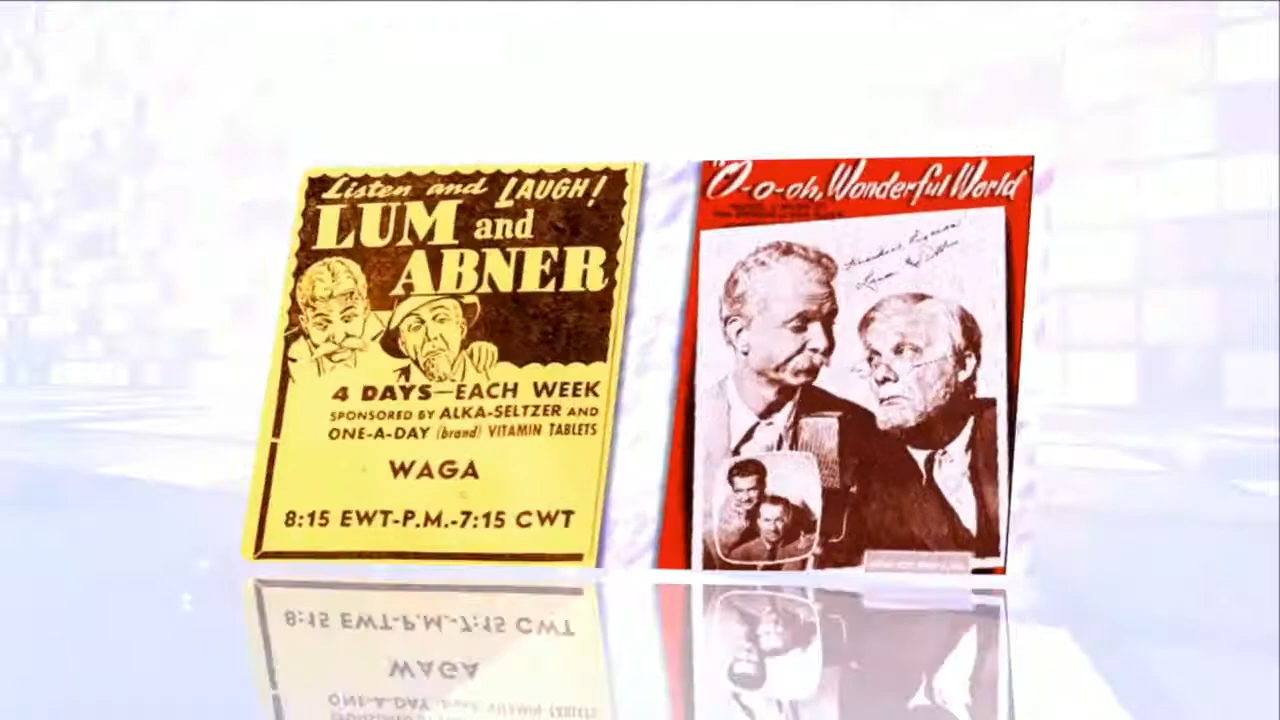 Listen and LAUGH!
LUM and
ABNER
4 DAYS—EACH WEEK
SPONSORED BY ALKA-SELTZER AND
ONE-A-DAY (brand) VITAMIN TABLETS
WAGA
8:15 EWT-P.M.-7:15 CWT
"O-o-oh, Wonderful World"